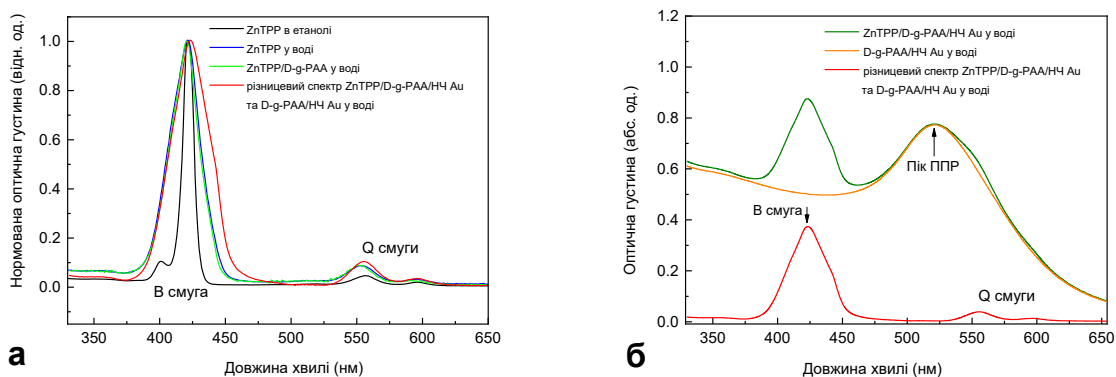 ZnTPP в етанолі
ZnTPP у воді
ZnTPP/D-g-PAA у воді
різницевий спектр ZnTPP/D-g-PAA/НЧ Au
та D-g-PAA/НЧ Au у воді
Нормована оптина густина (відн. од.)
1.0
0.8
0.6
0.4
0.2
0.0
В смуга
Q смуги
350 400 450 500 550 600 650
Довжина хвилі (нм)
а
ZnTPP/D-g-PAA/НЧ Au у воді
D-g-PAA/НЧ Au у воді
різницевий спектр ZnTPP/D-g-PAA/НЧ Au
та D-g-PAA/НЧ Au у воді
Оптична густина (абс. од.)
1.2
1.0
0.8
0.6
0.4
0.2
0.0
Пік ППР
В смуга
Q смуги
350 400 450 500 550 600 650
Довжина хвилі (нм)
б